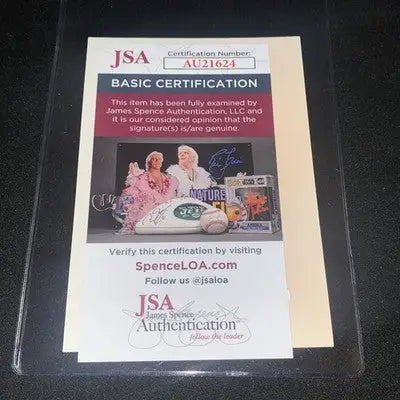 JSA
Certification Number:
AU21624
BASIC CERTIFICATION
This item has been fully examined by
James Spence Authentication, LLC and
it is our considered opinion that the
signature(s) is/are genuine.
NATURE
JETS
Verify this certification by visiting
SpenceLOA.com
Follow us @jsaloa
JSA
James Spence
Authentication
follow the leader